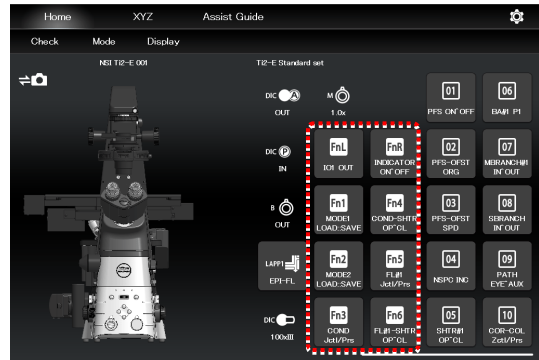 Home XYZ Assist Guide
Check Mode Display
NSI Ti2-E 001 Ti2-E Standard set
DIC A M 01 06
OUT 1.0x PFS ON˜OFF BA#1 P1
DIC P FnL FnR 02 07
IN IO1 OUT INDICATOR ON˜OFF PFS-OFST ORG MBRANCH#1 IN˜OUT
B Fn1 Fn4 03 08
OUT MODE1 LOAD:SAVE COND-SHTR OP˜CL PFS-OFST SPD SBRANCH IN˜OUT
LAPP1 Fn2 Fn5 04 09
EPI-FL MODE2 LOAD:SAVE FL#1 Jctl/Prs NSPC INC PATH EYE˜AUX
DIC Fn3 Fn6 05 10
100xIII COND Jctl/Prs FL#1-SHTR OP˜CL SHTR#1 OP˜CL COR-COL Zctl/Prs